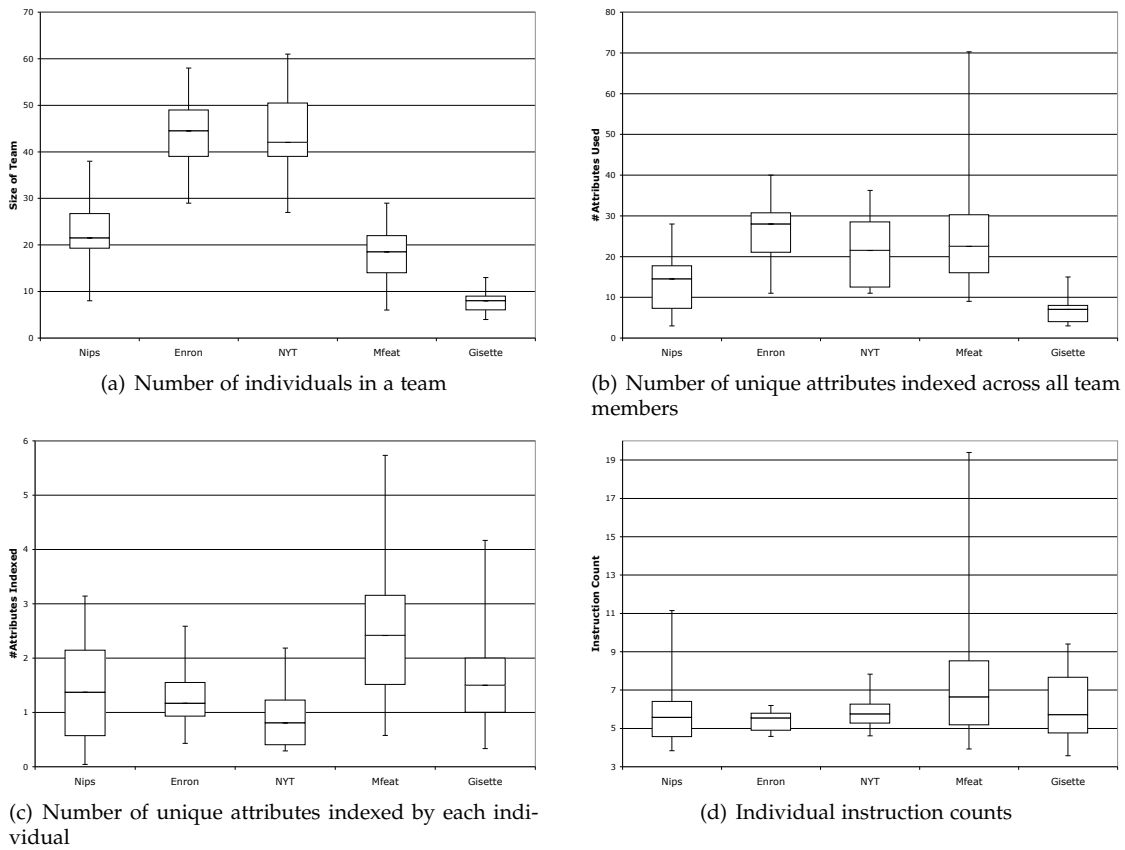 70
60
50
40
30
20
10
0
Size of Team
Nips Enron NYT Mfeat Gisette
(a) Number of individuals in a team
80
70
60
50
40
30
20
10
0
#Attributes Used
Nips Enron NYT Mfeat Gisette
(b) Number of unique attributes indexed across all team
members
6
5
4
3
2
1
0
#Attributes Indexed
Nips Enron NYT Mfeat Gisette
(c) Number of unique attributes indexed by each indi-
vidual
19
17
15
13
11
9
7
5
3
Instruction Count
Nips Enron NYT Mfeat Gisette
(d) Individual instruction counts